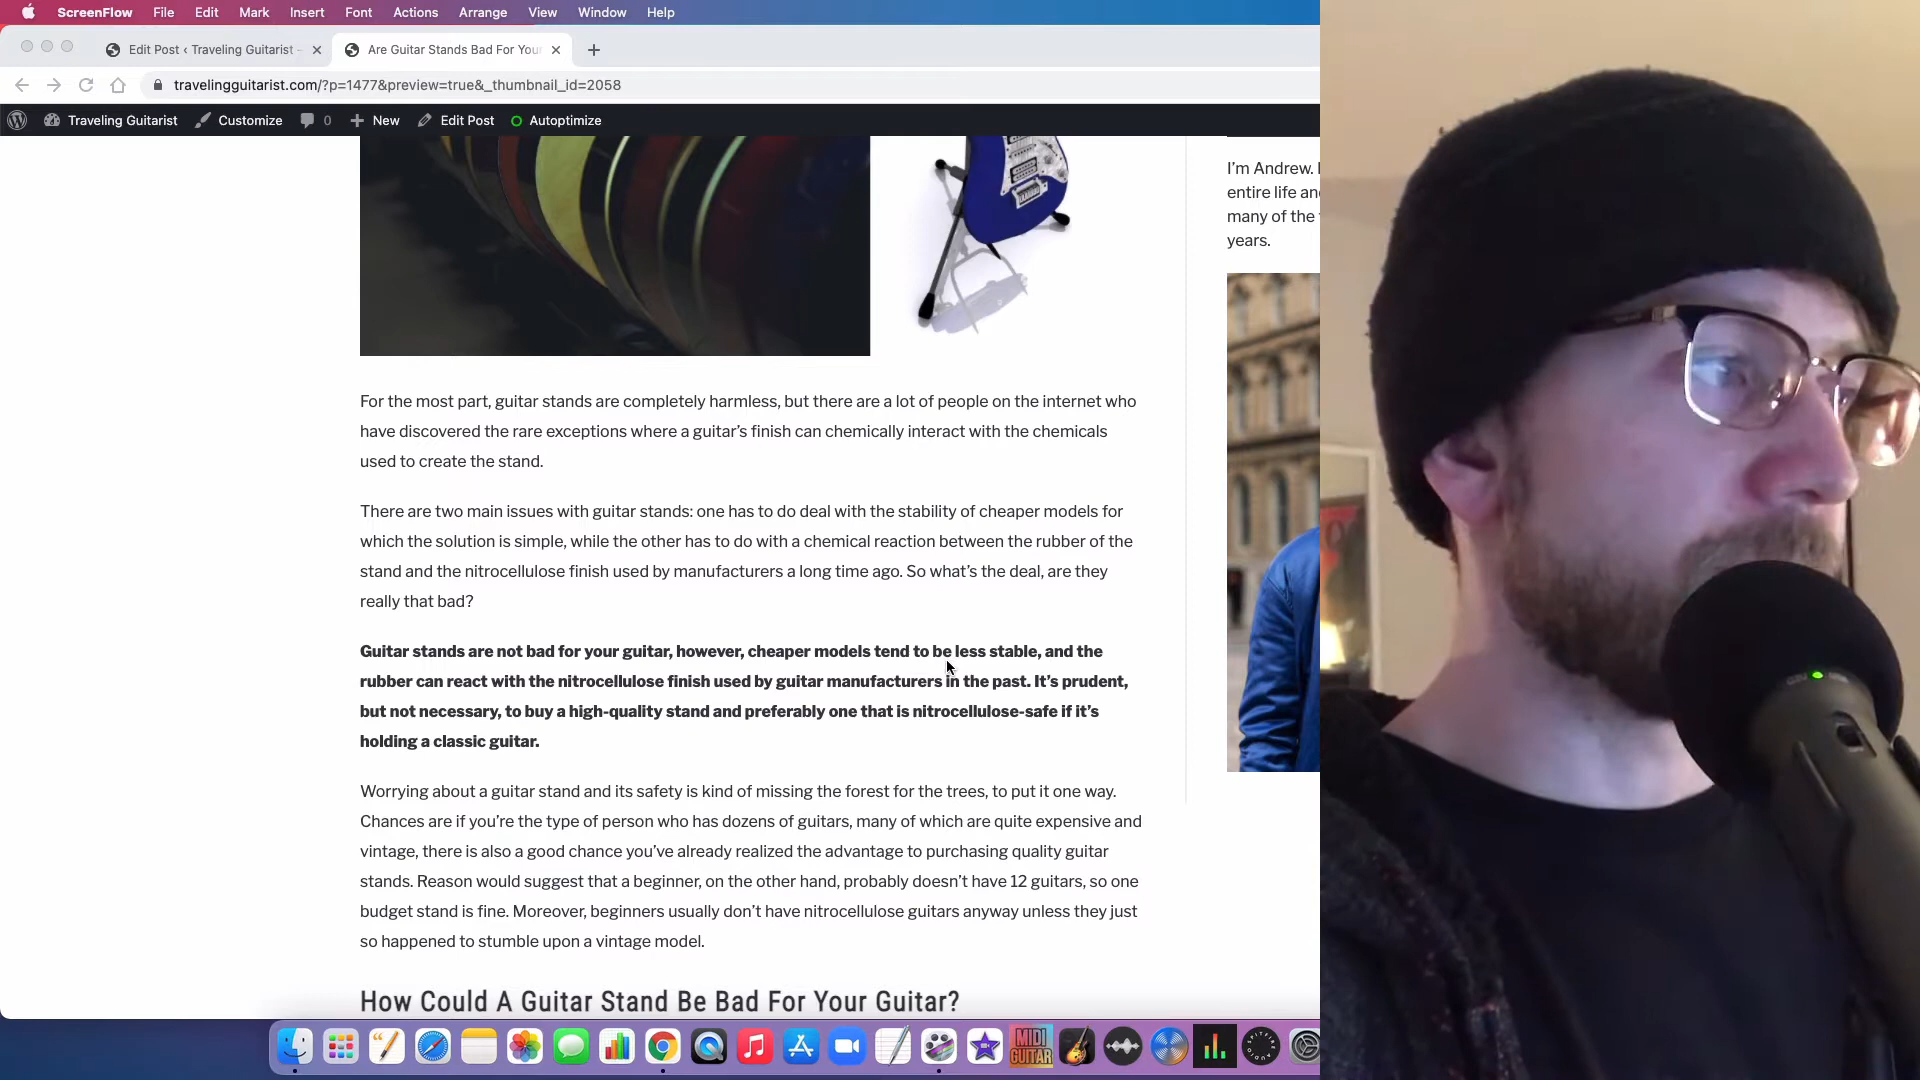 ScreenFlow File Edit Mark Insert Font Actions Arrange View Window Help
Edit Post ‹ Traveling Guitarist –
Are Guitar Stands Bad For Your
travelingguitarist.com/?p=1477&preview=true&_thumbnail_id=2058
Traveling Guitarist Customize 0 New Edit Post Autoptimize
For the most part, guitar stands are completely harmless, but there are a lot of people on the internet who
have discovered the rare exceptions where a guitar’s finish can chemically interact with the chemicals
used to create the stand.
There are two main issues with guitar stands: one has to do deal with the stability of cheaper models for
which the solution is simple, while the other has to do with a chemical reaction between the rubber of the
stand and the nitrocellulose finish used by manufacturers a long time ago. So what’s the deal, are they
really that bad?
Guitar stands are not bad for your guitar, however, cheaper models tend to be less stable, and the
rubber can react with the nitrocellulose finish used by guitar manufacturers in the past. It’s prudent,
but not necessary, to buy a high-quality stand and preferably one that is nitrocellulose-safe if it’s
holding a classic guitar.
Worrying about a guitar stand and its safety is kind of missing the forest for the trees, to put it one way.
Chances are if you’re the type of person who has dozens of guitars, many of which are quite expensive and
vintage, there is also a good chance you’ve already realized the advantage to purchasing quality guitar
stands. Reason would suggest that a beginner, on the other hand, probably doesn’t have 12 guitars, so one
budget stand is fine. Moreover, beginners usually don’t have nitrocellulose guitars anyway unless they just
so happened to stumble upon a vintage model.
How Could A Guitar Stand Be Bad For Your Guitar?
I’m Andrew.
entire life
many of the
years.
MIDI
GUITAR
SPITFIRE AUDIO